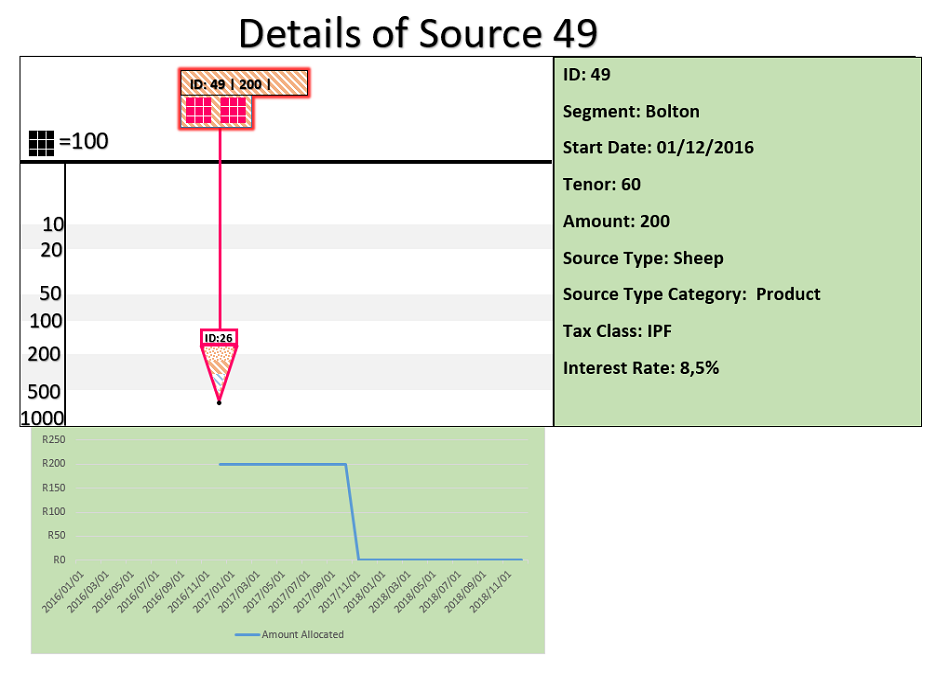 Details of Source 49
ID: 49 | 200 |
=100
10
20
50
100
200
500
1000
ID:26
ID: 49
Segment: Bolton
Start Date: 01/12/2016
Tenor: 60
Amount: 200
Source Type: Sheep
Source Type Category:  Product
Tax Class: IPF
Interest Rate: 8,5%
R250
R200
R150
R100
R50
R0
2016/01/01
2016/03/01
2016/05/01
2016/07/01
2016/09/01
2016/11/01
2017/01/01
2017/03/01
2017/05/01
2017/07/01
2017/09/01
2017/11/01
2018/01/01
2018/03/01
2018/05/01
2018/07/01
2018/09/01
2018/11/01
Amount Allocated